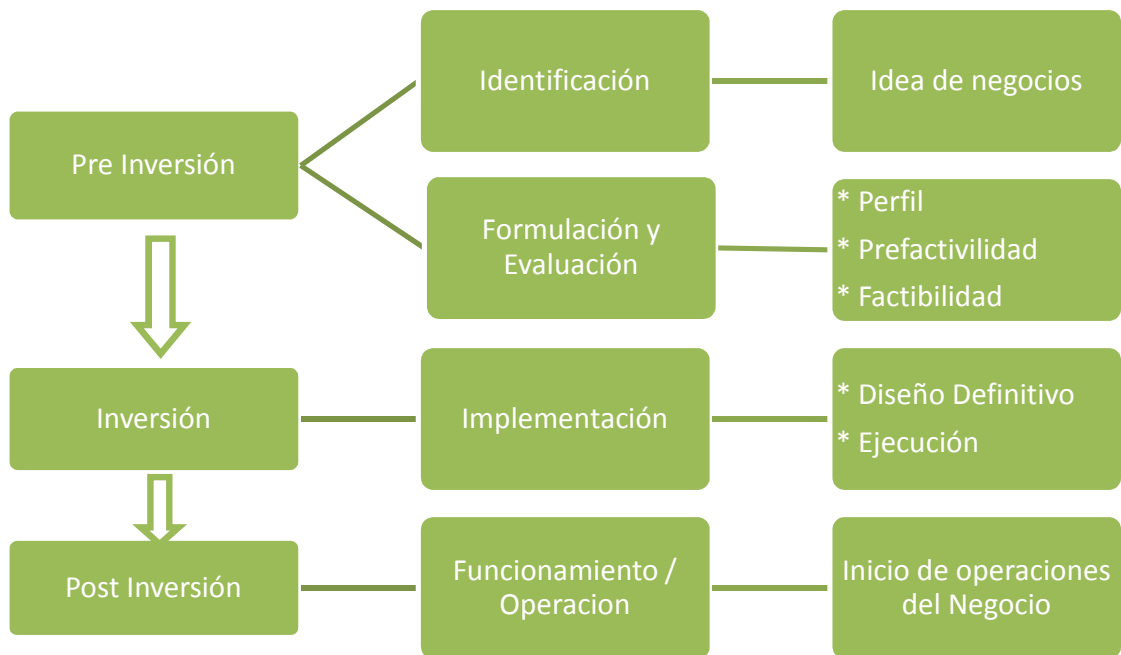 Pre Inversión
Identificación
Idea de negocios
Formulación y
Evaluación
* Perfil
* Prefactivilidad
* Factibilidad
Inversión
Implementación
* Diseño Definitivo
* Ejecución
Post Inversión
Funcionamiento /
Operacion
Inicio de operaciones
del Negocio